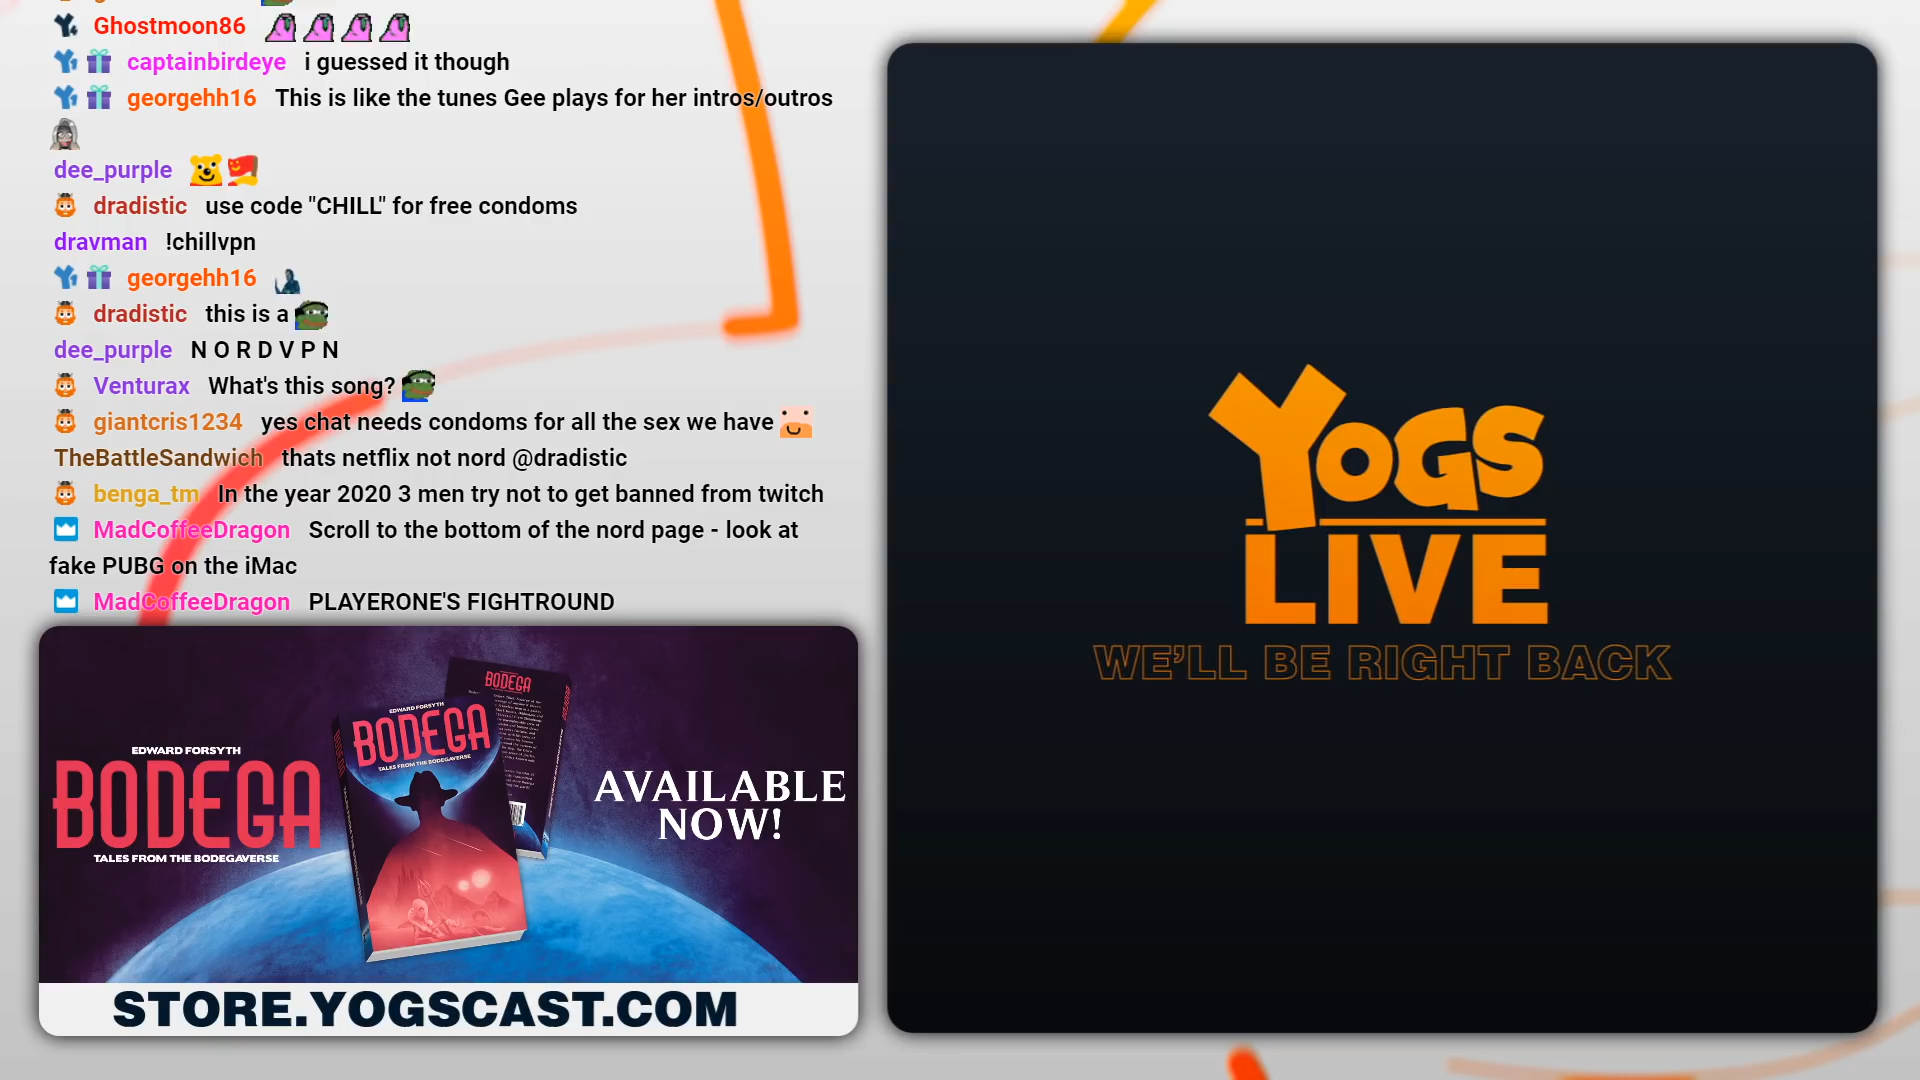 Ghostmoon86
captainbirdeye i guessed it though
georgehh16 This is like the tunes Gee plays for her intros/outros
dee_purple
dradistic use code "CHILL" for free condoms
dravman !chillvpn
georgehh16
dradistic this is a
dee_purple N O R D V P N
Venturax What's this song?
giantcris1234 yes chat needs condoms for all the sex we have
TheBattleSandwich thats netflix not nord @dradistic
benga_tm In the year 2020 3 men try not to get banned from twitch
MadCoffeeDragon Scroll to the bottom of the nord page - look at
fake PUBG on the iMac
MadCoffeeDragon PLAYERONE'S FIGHTROUND
EDWARD FORSYTH
BODEGA
TALES FROM THE BODEGAVERSE
EDWARD FORSYTH
BODEGA
TALES FROM THE BODEGAVERSE
BODEGA
AVAILABLE
NOW!
STORE.YOGSCAST.COM
YOGS
LIVE
WE'LL BE RIGHT BACK